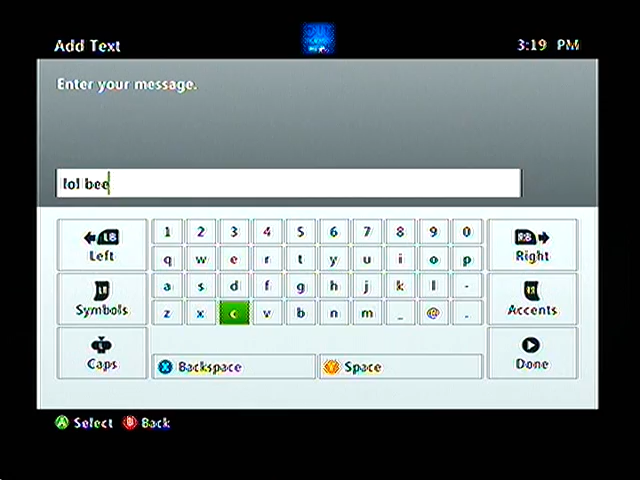 Add Text
3:19 PM
Enter your message.
lol bee
LB
Left
1 2 3 4 5 6 7 8 9 0
RB
Right
q w e r t y u i o p
Symbols
a s d f g h j k l -
Accents
z x c v b n m _ @ .
Caps
X Backspace
Y Space
Done
A Select B Back